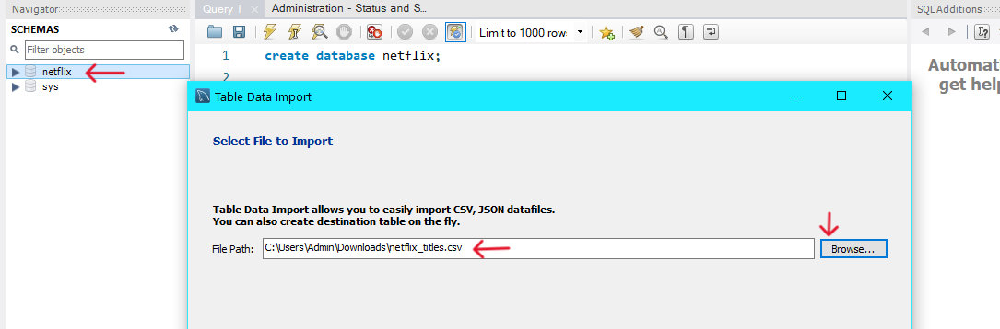 Navigator
SCHEMAS
Filter objects
netflix
sys
Query 1
Administration - Status and S...
Limit to 1000 rows
1 create database netflix;
2
Table Data Import
Select File to Import
Table Data Import allows you to easily import CSV, JSON datafiles.
You can also create destination table on the fly.
File Path: C:\Users\Admin\Downloads\netflix_titles.csv Browse...
SQLAdditions
Automat
get help